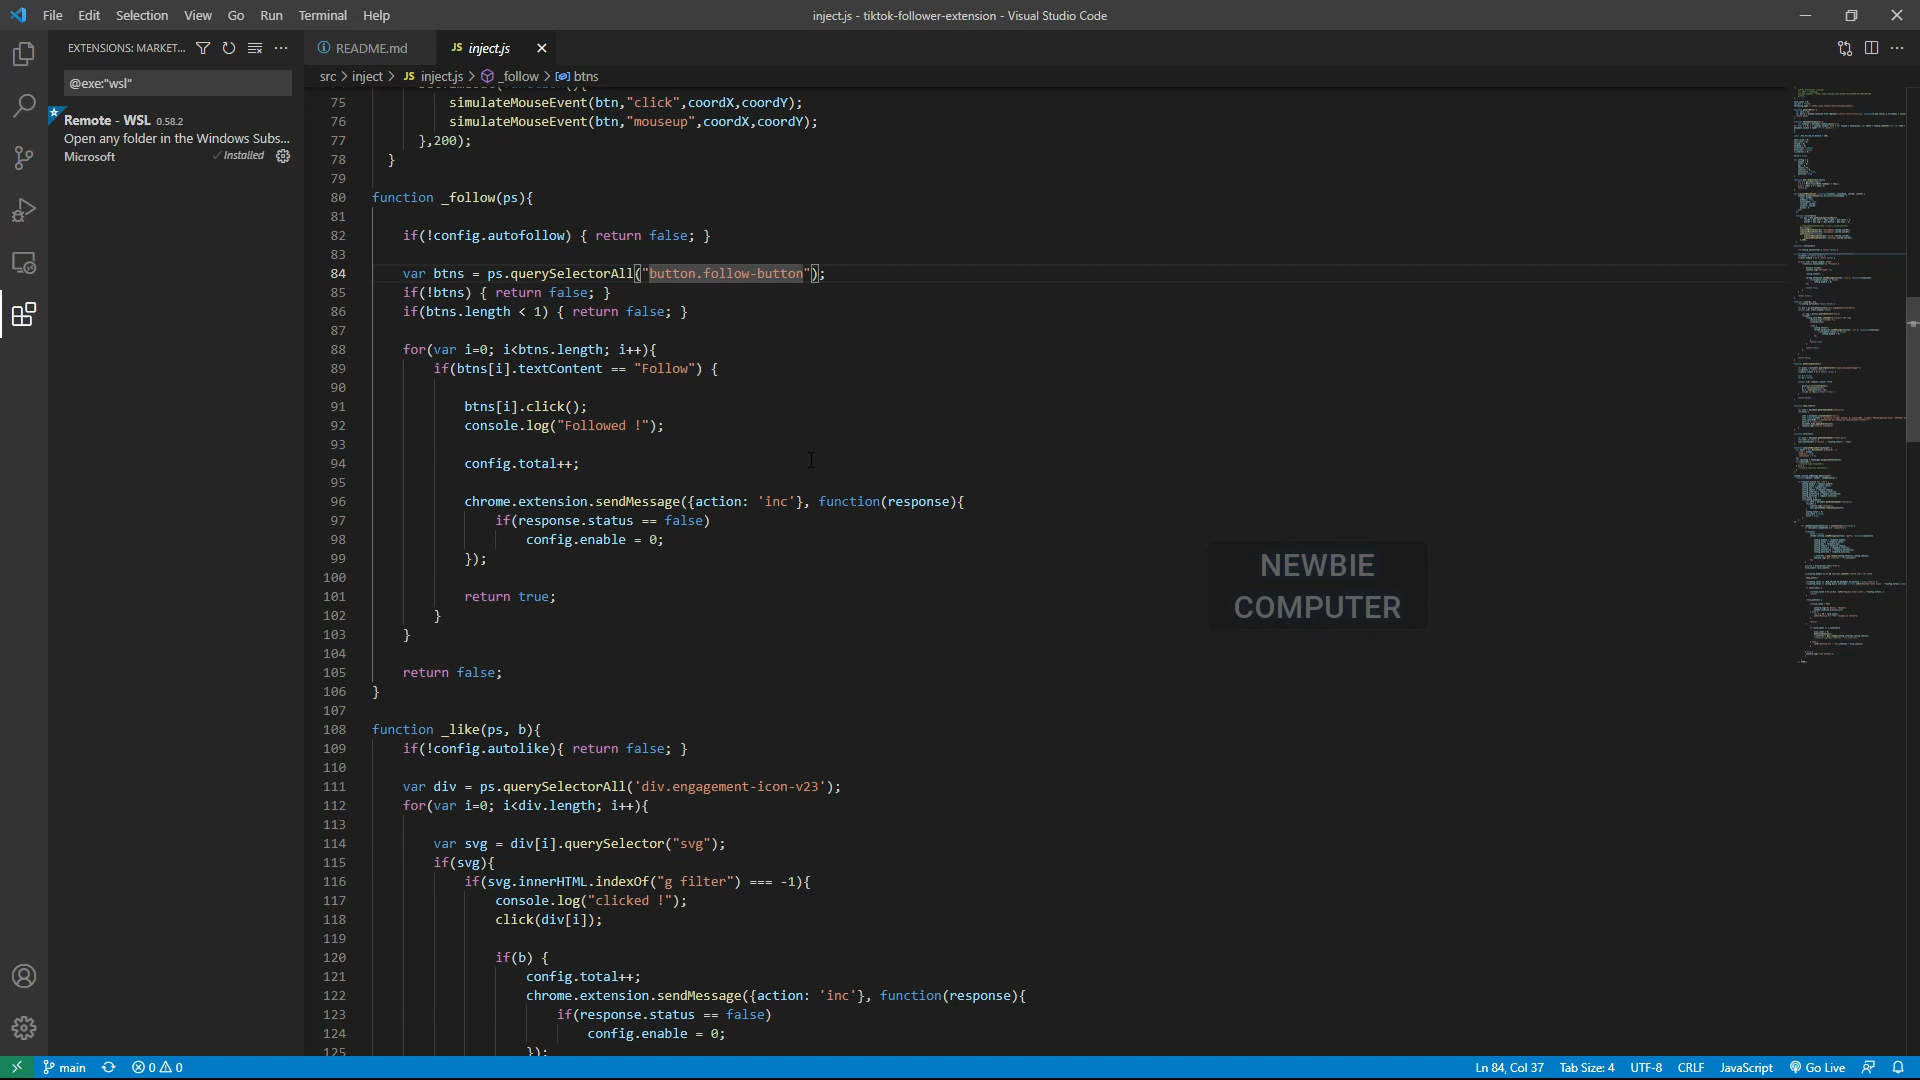 File Edit Selection View Go Run Terminal Help
inject.js - tiktok-follower-extension - Visual Studio Code
EXTENSIONS: MARKET...
README.md
JS inject.js
@exe:"wsl"
src > inject > JS inject.js > _follow > btns
Remote - WSL 0.58.2
Open any folder in the Windows Subs...
Microsoft
Installed
75 simulateMouseEvent(btn,"click",coordX,coordY);
76 simulateMouseEvent(btn,"mouseup",coordX,coordY);
77 },200);
78 }
79
80 function _follow(ps){
81
82 if(!config.autofollow) { return false; }
83
84 var btns = ps.querySelectorAll("button.follow-button");
85 if(!btns) { return false; }
86 if(btns.length < 1) { return false; }
87
88 for(var i=0; i<btns.length; i++){
89 if(btns[i].textContent == "Follow") {
90
91 btns[i].click();
92 console.log("Followed !");
93
94 config.total++;
95
96 chrome.extension.sendMessage({action: 'inc'}, function(response){
97 if(response.status == false)
98 config.enable = 0;
99 });
100
101 return true;
102 }
103 }
104
105 return false;
106 }
107
108 function _like(ps, b){
109 if(!config.autolike){ return false; }
110
111 var div = ps.querySelectorAll('div.engagement-icon-v23');
112 for(var i=0; i<div.length; i++){
113
114 var svg = div[i].querySelector("svg");
115 if(svg){
116 if(svg.innerHTML.indexOf("g filter") === -1){
117 console.log("clicked !");
118 click(div[i]);
119
120 if(b) {
121 config.total++;
122 chrome.extension.sendMessage({action: 'inc'}, function(response){
123 if(response.status == false)
124 config.enable = 0;
125 });
NEWBIE
COMPUTER
main 0 0
Ln 84, Col 37 Tab Size: 4 UTF-8 CRLF JavaScript Go Live